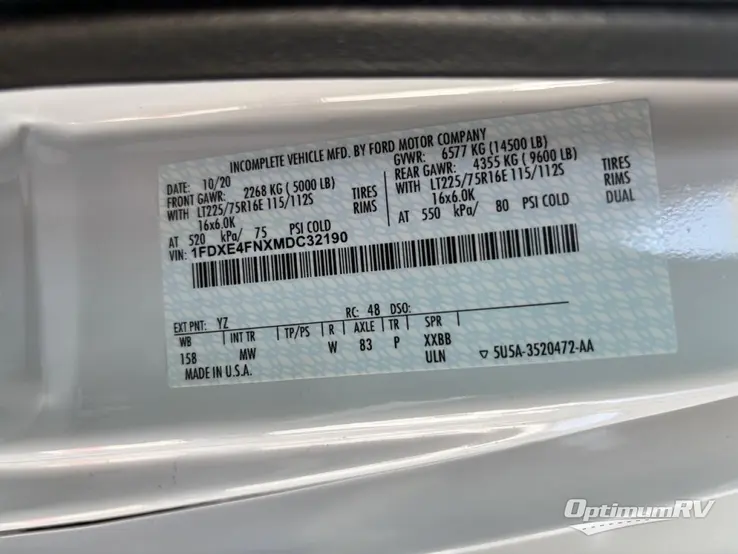 INCOMPLETE VEHICLE MFD. BY FORD MOTOR COMPANY
DATE: 10/20 GVWR: 6577 KG (14500 LB)
FRONT GAWR: 2268 KG (5000 LB) REAR GAWR: 4355 KG (9600 LB)
WITH LT225/75R16E 115/112S TIRES WITH LT225/75R16E 115/112S TIRES
16x6.0K RIMS 16x6.0K RIMS
AT 520 kPa/ 75 PSI COLD AT 550 kPa/ 80 PSI COLD DUAL
VIN: 1FDXE4FNXMDC32190
EXT PNT: YZ RC: 48 DSO:
WB INT TR TP/PS R AXLE TR SPR
158 MW W 83 P XXBB
MADE IN U.S.A. ULN ▽ 5U5A-3520472-AA
OptimumRV